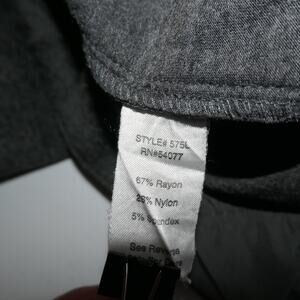 STYLE# 575L
RN#54077
67% Rayon
28% Nylon
5% Spandex
See Reverse